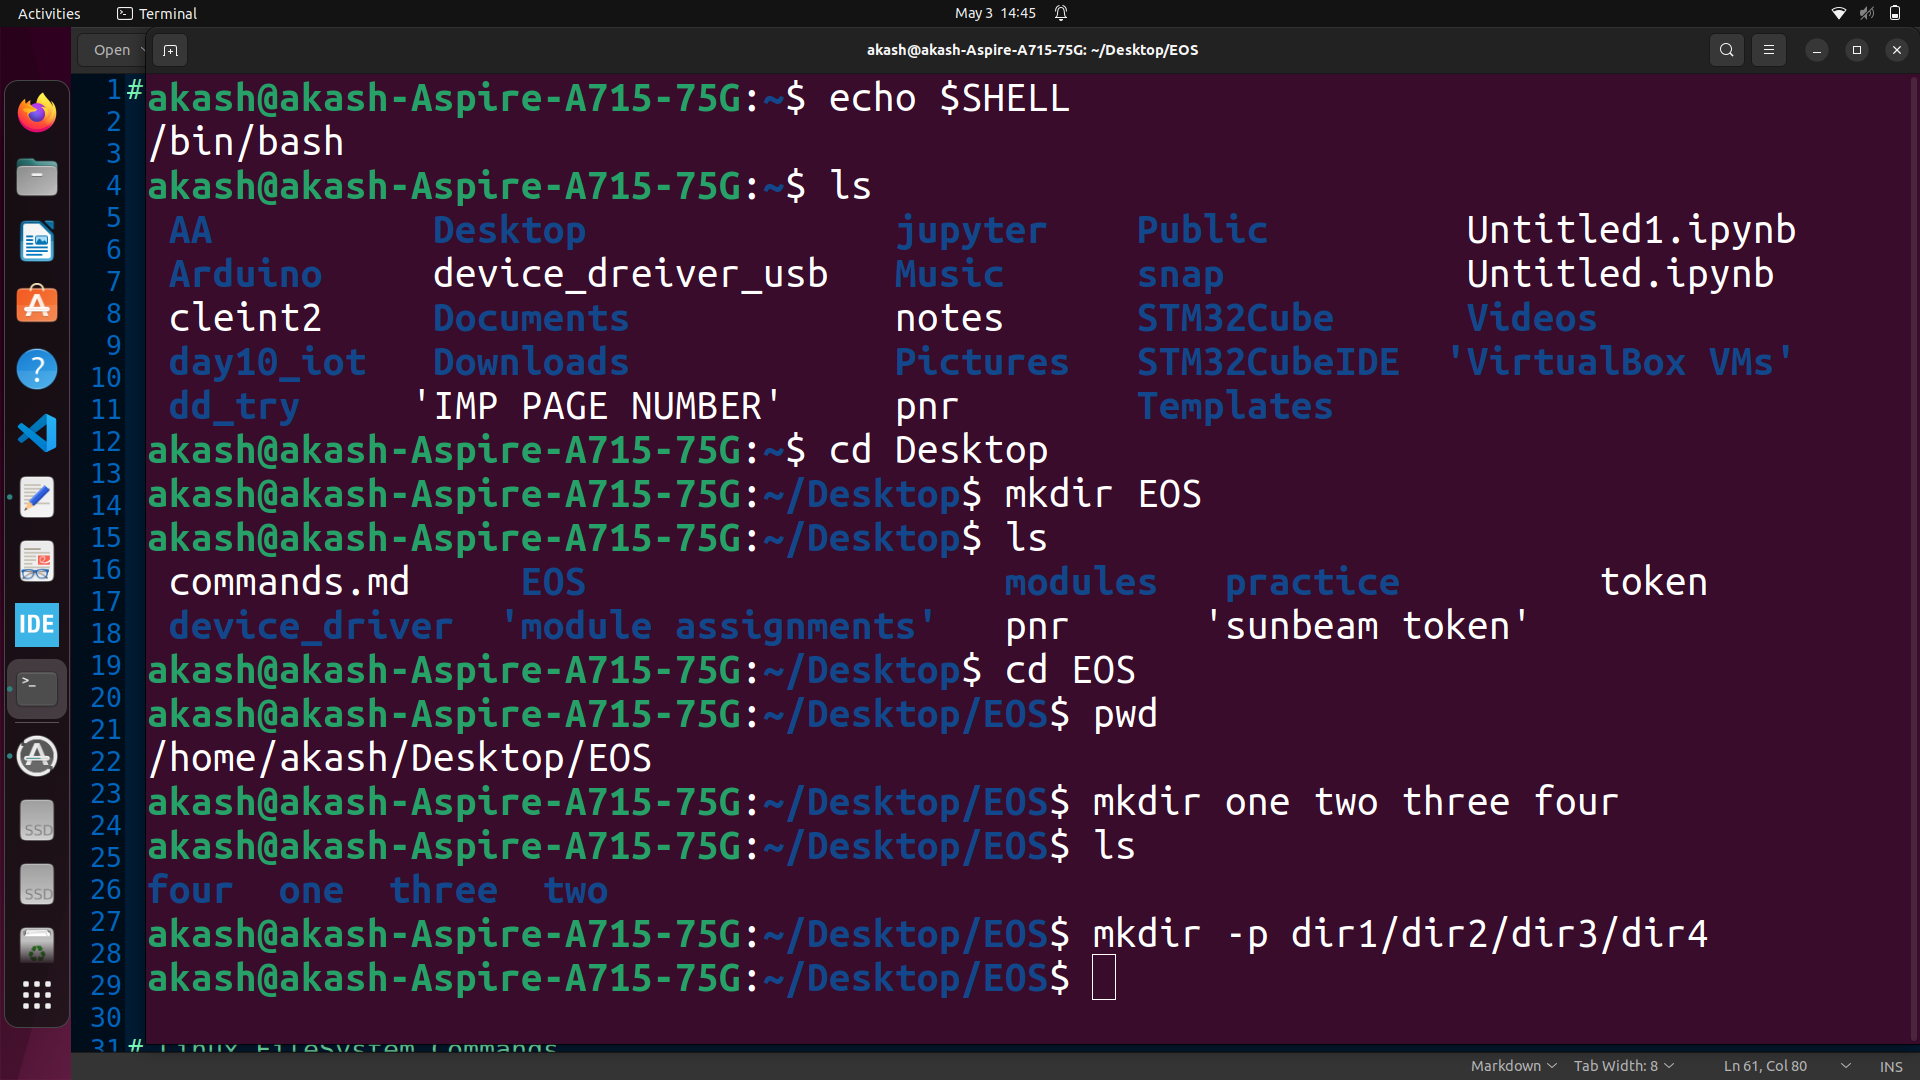 Activities Terminal May 3 14:45
Open akash@akash-Aspire-A715-75G: ~/Desktop/EOS
1 # akash@akash-Aspire-A715-75G:~$ echo $SHELL
2
3 /bin/bash
4 akash@akash-Aspire-A715-75G:~$ ls
5 AA Desktop jupyter Public Untitled1.ipynb
6
7 Arduino device_dreiver_usb Music snap Untitled.ipynb
8 cleint2 Documents notes STM32Cube Videos
9
10 day10_iot Downloads Pictures STM32CubeIDE 'VirtualBox VMs'
11 dd_try 'IMP PAGE NUMBER' pnr Templates
12 akash@akash-Aspire-A715-75G:~$ cd Desktop
13
14 akash@akash-Aspire-A715-75G:~/Desktop$ mkdir EOS
15 akash@akash-Aspire-A715-75G:~/Desktop$ ls
16 commands.md EOS modules practice token
17
18 device_driver 'module assignments' pnr 'sunbeam token'
IDE
19 akash@akash-Aspire-A715-75G:~/Desktop$ cd EOS
20
21 akash@akash-Aspire-A715-75G:~/Desktop/EOS$ pwd
22 /home/akash/Desktop/EOS
23
24 akash@akash-Aspire-A715-75G:~/Desktop/EOS$ mkdir one two three four
SSD
25 akash@akash-Aspire-A715-75G:~/Desktop/EOS$ ls
26 four one three two
SSD
27
28 akash@akash-Aspire-A715-75G:~/Desktop/EOS$ mkdir -p dir1/dir2/dir3/dir4
29 akash@akash-Aspire-A715-75G:~/Desktop/EOS$
30
31 # Linux FileSystem Commands
Markdown Tab Width: 8 Ln 61, Col 80 INS